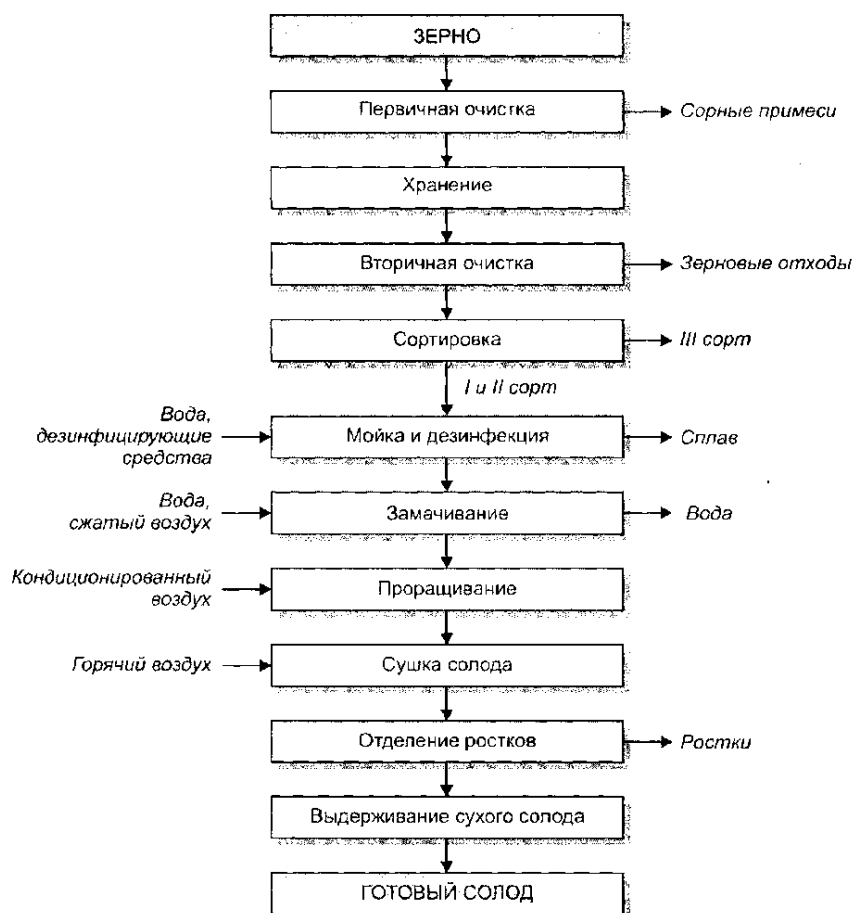 ЗЕРНО
Первичная очистка
Сорные примеси
Хранение
Вторичная очистка
Зерновые отходы
Сортировка
III сорт
I и II сорт
Вода,
дезинфицирующие
средства
Мойка и дезинфекция
Сплав
Вода,
сжатый воздух
Замачивание
Вода
Кондиционированный
воздух
Проращивание
Горячий воздух
Сушка солода
Отделение ростков
Ростки
Выдерживание сухого солода
ГОТОВЫЙ СОЛОД